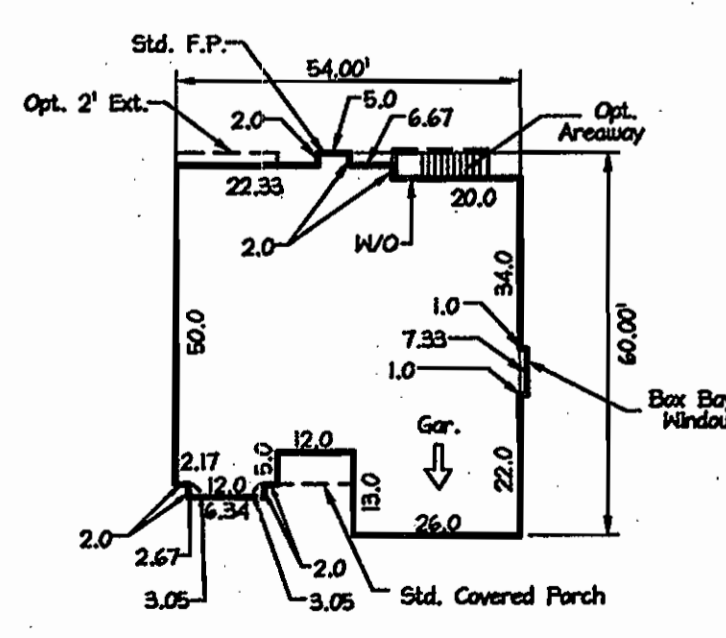 Std. F.P.
54.00'
Opt. 2' Ext.
2.0
5.0
6.67
Opt.
Areaway
22.33
20.0
2.0
W/O
34.0
1.0
7.33
1.0
50.0
60.00'
Box Bay
Window
Gar.
12.0
5.0
2.17
12.0
6.34
13.0
22.0
26.0
2.0
2.67
2.0
3.05
3.05
Std. Covered Porch